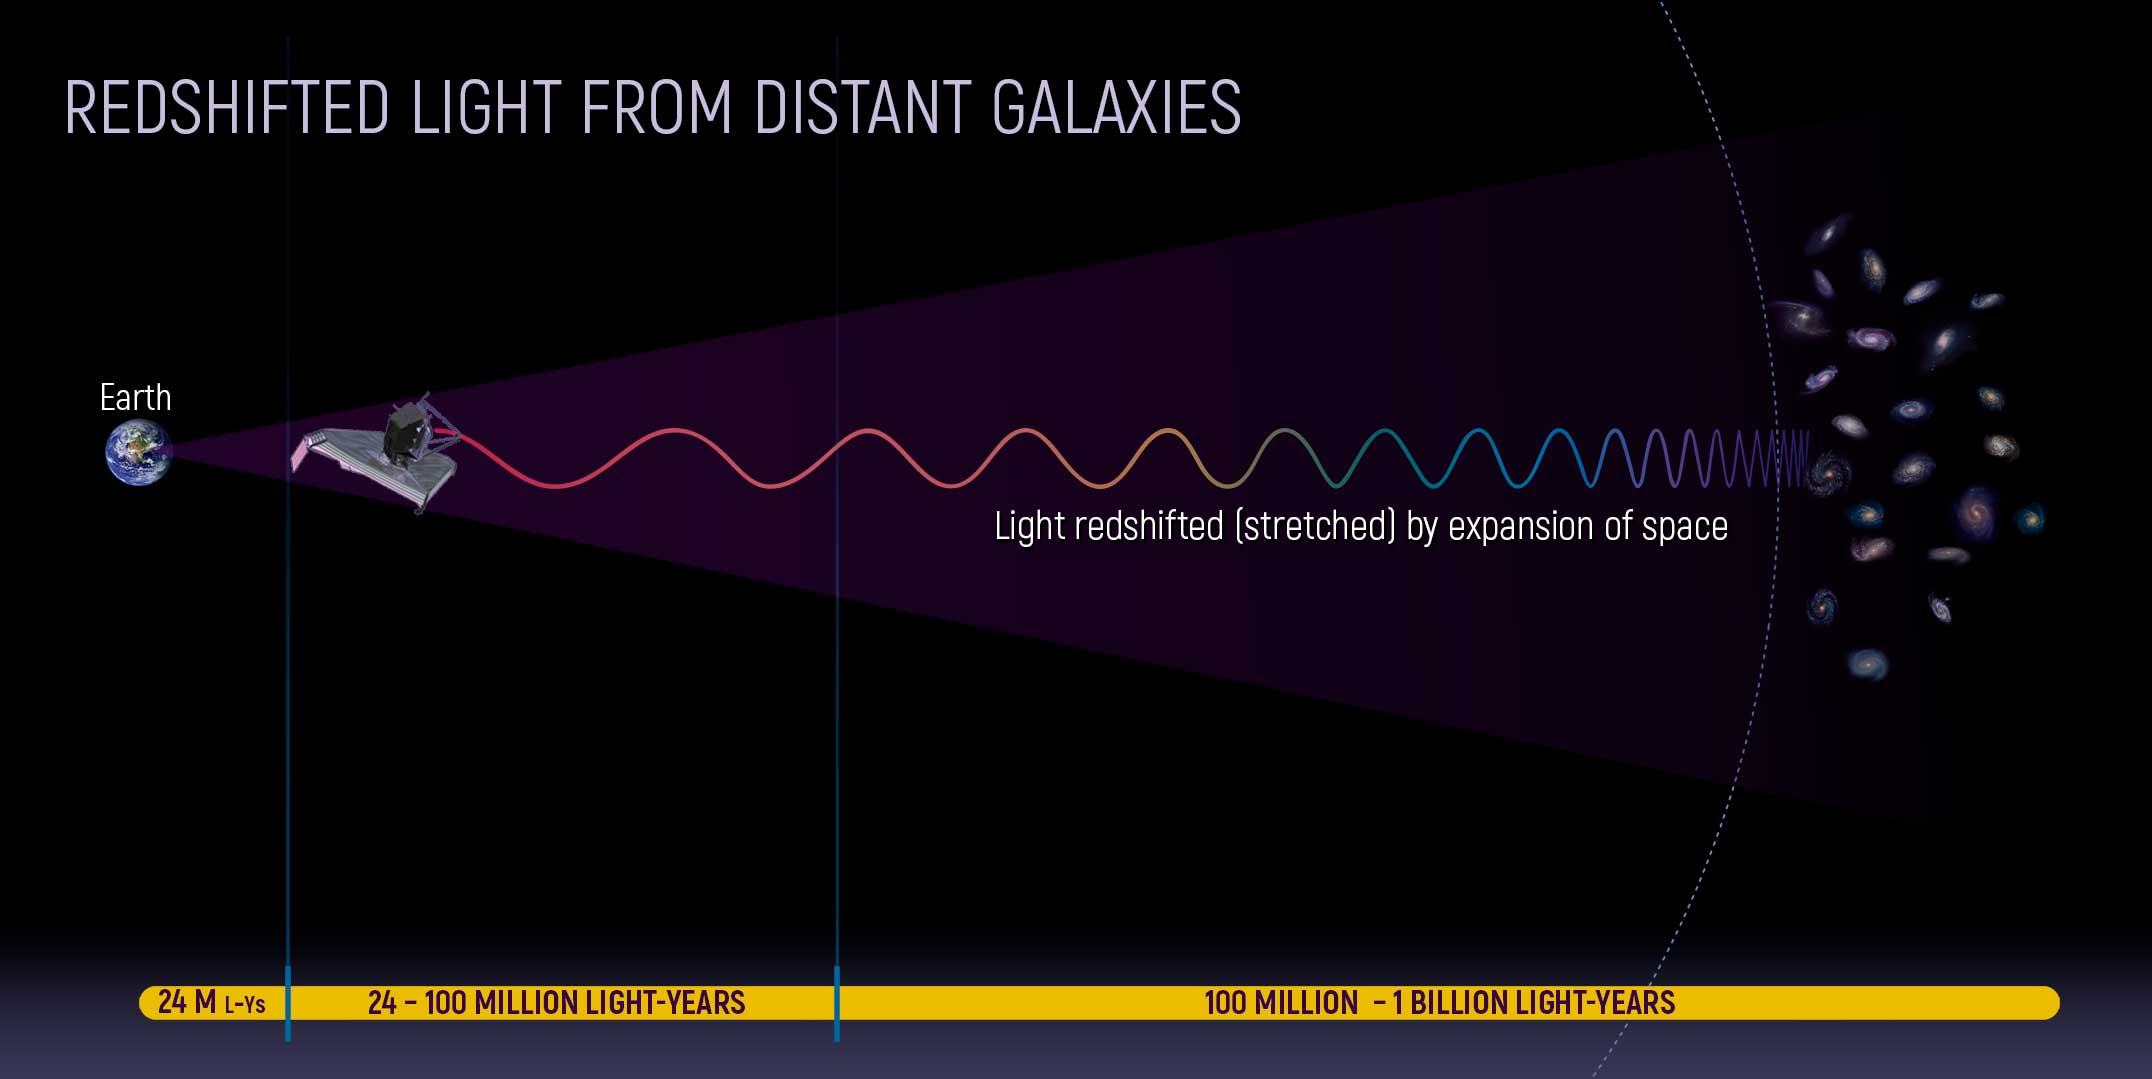 REDSHIFTED LIGHT FROM DISTANT GALAXIES
Earth
Light redshifted (stretched) by expansion of space
24 M L-Ys
24 – 100 MILLION LIGHT-YEARS
100 MILLION – 1 BILLION LIGHT-YEARS